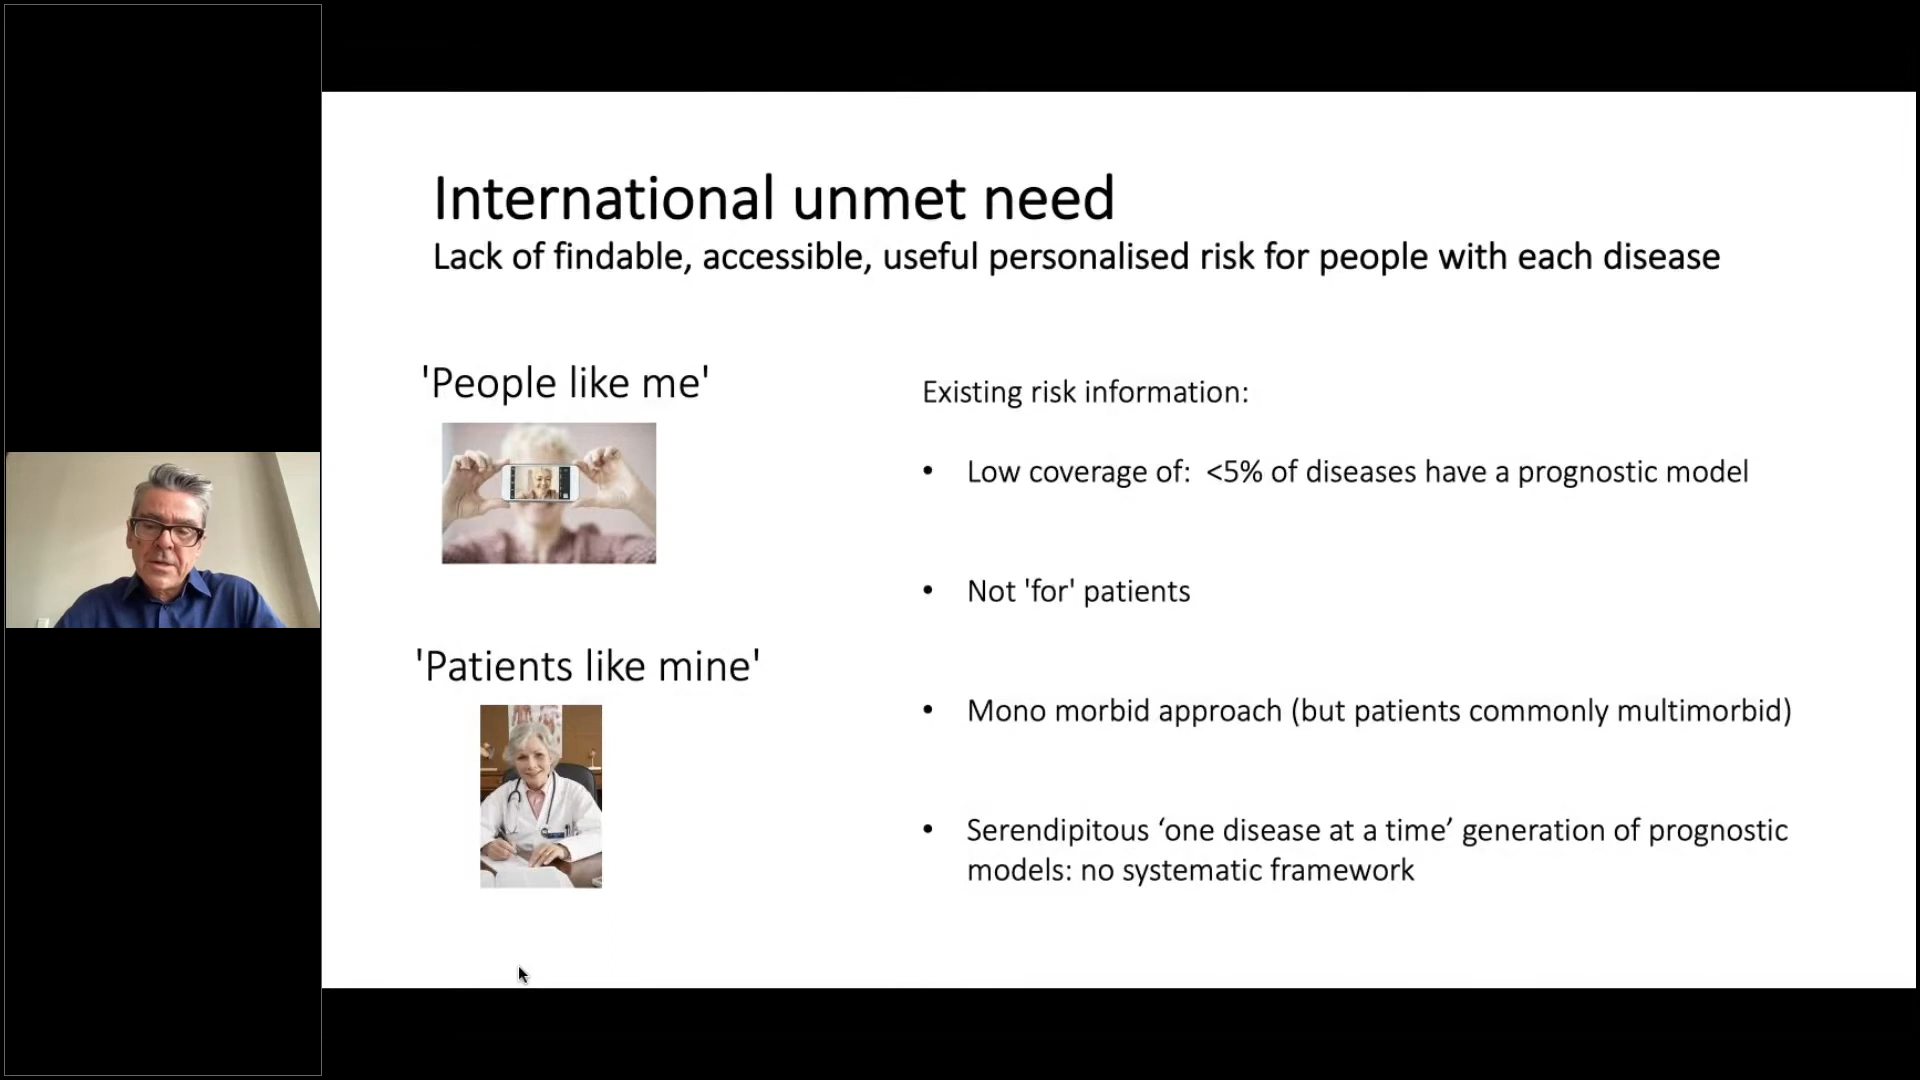 International unmet need
Lack of findable, accessible, useful personalised risk for people with each disease
'People like me'
'Patients like mine'
Existing risk information:
• Low coverage of:  <5% of diseases have a prognostic model
• Not 'for' patients
• Mono morbid approach (but patients commonly multimorbid)
• Serendipitous ‘one disease at a time’ generation of prognostic
models: no systematic framework